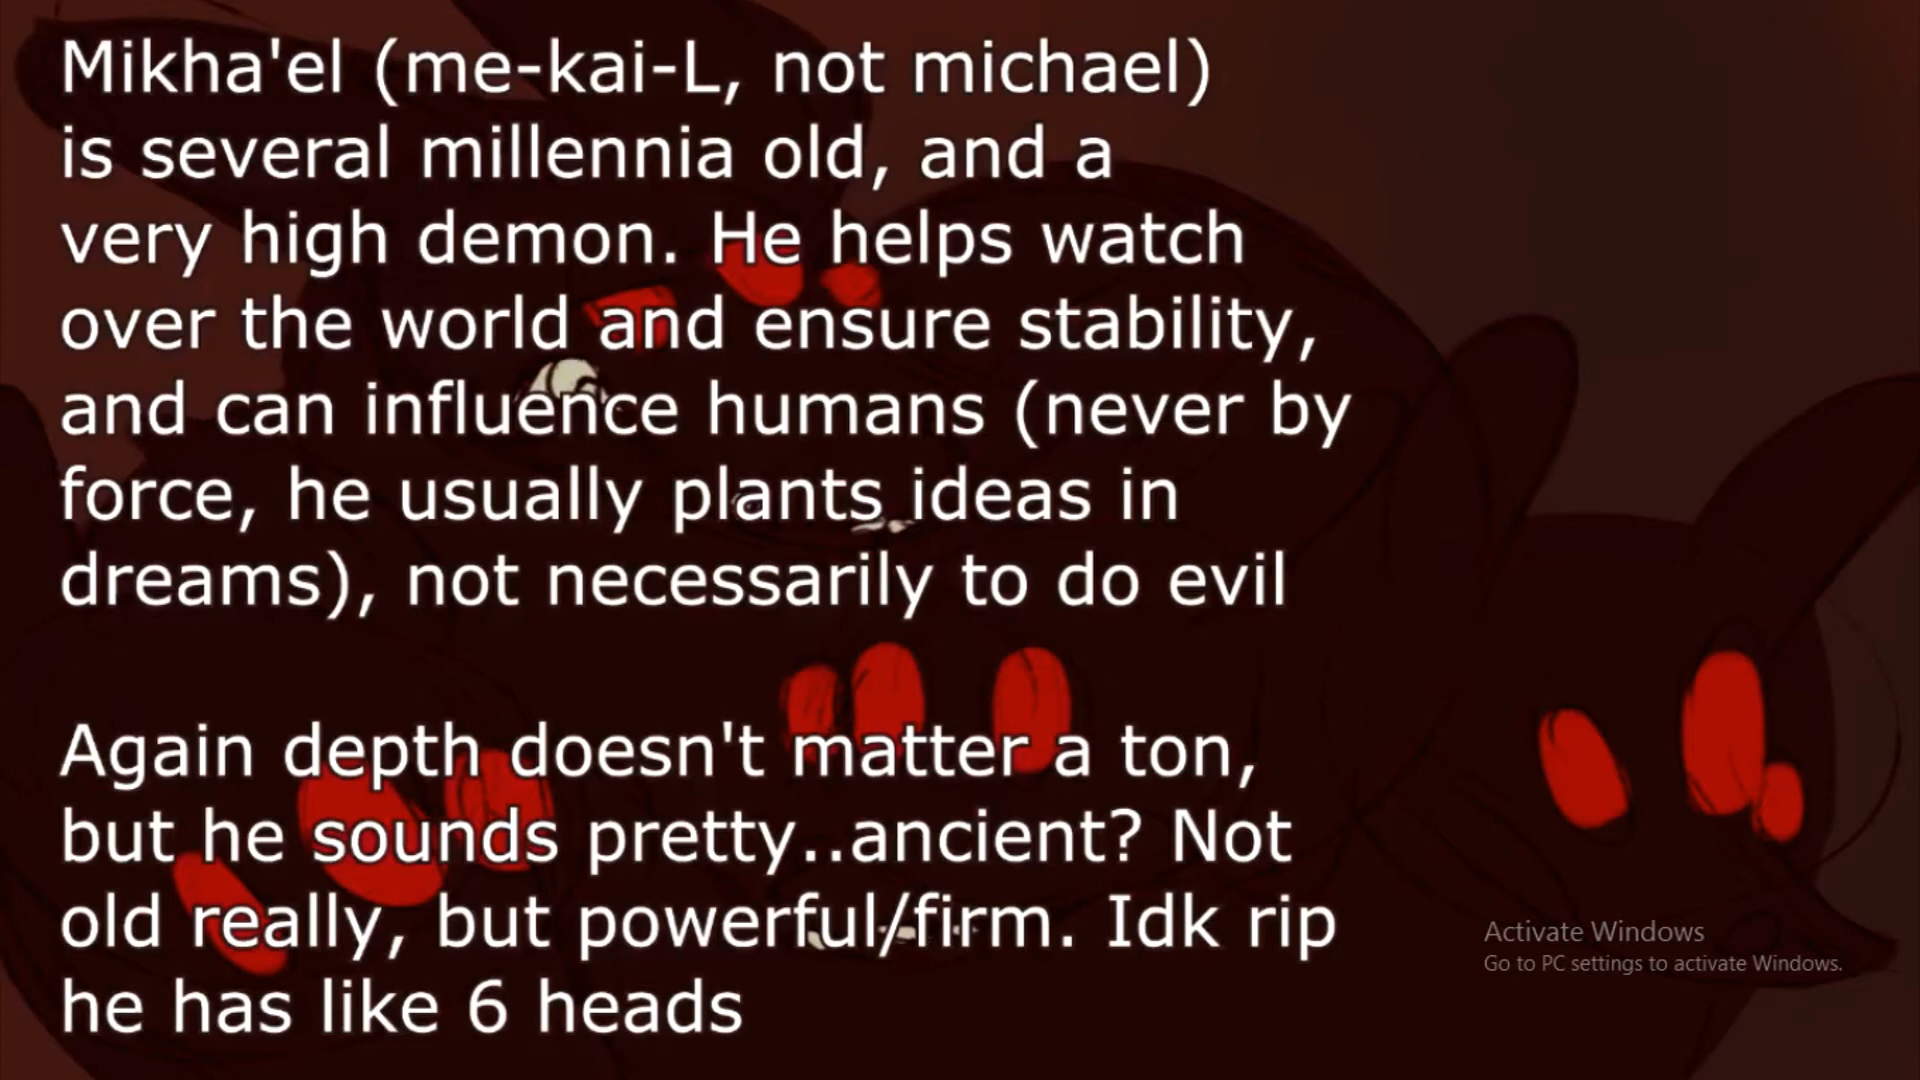 Mikha'el (me-kai-L, not michael)
is several millennia old, and a
very high demon. He helps watch
over the world and ensure stability,
and can influence humans (never by
force, he usually plants ideas in
dreams), not necessarily to do evil
Again depth doesn't matter a ton,
but he sounds pretty..ancient? Not
old really, but powerful/firm. Idk rip
he has like 6 heads
Activate Windows
Go to PC settings to activate Windows.